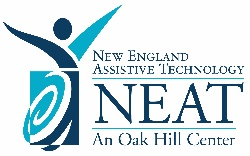 New England
Assistive Technology
NEAT
An Oak Hill Center